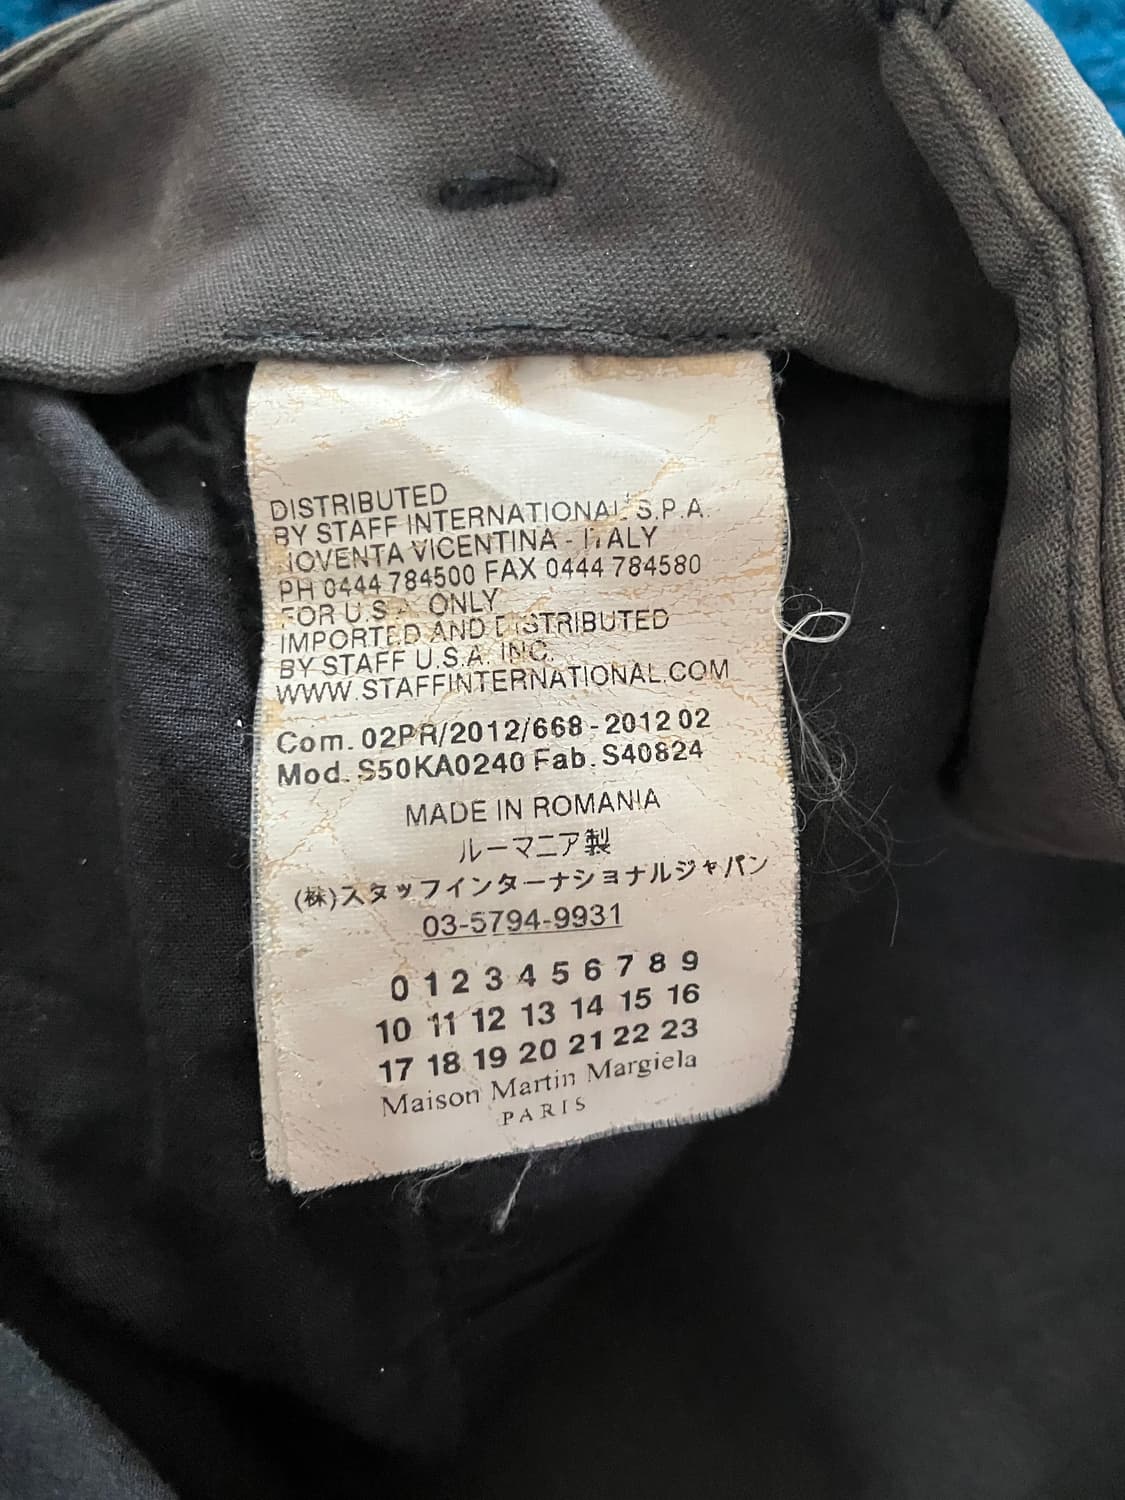 DISTRIBUTED
BY STAFF INTERNATIONAL S.P.A.
NOVENTA VICENTINA - ITALY
PH 0444 784500 FAX 0444 784580
FOR U.S.A. ONLY
IMPORTED AND DISTRIBUTED
BY STAFF U.S.A. INC.
WWW.STAFFINTERNATIONAL.COM
Com. 02PR/2012/668 - 2012 02
Mod. S50KA0240 Fab. S40824
MADE IN ROMANIA
ルーマニア製
(株)スタッフインターナショナルジャパン
03-5794-9931
0 1 2 3 4 5 6 7 8 9
10 11 12 13 14 15 16
17 18 19 20 21 22 23
Maison Martin Margiela
PARIS